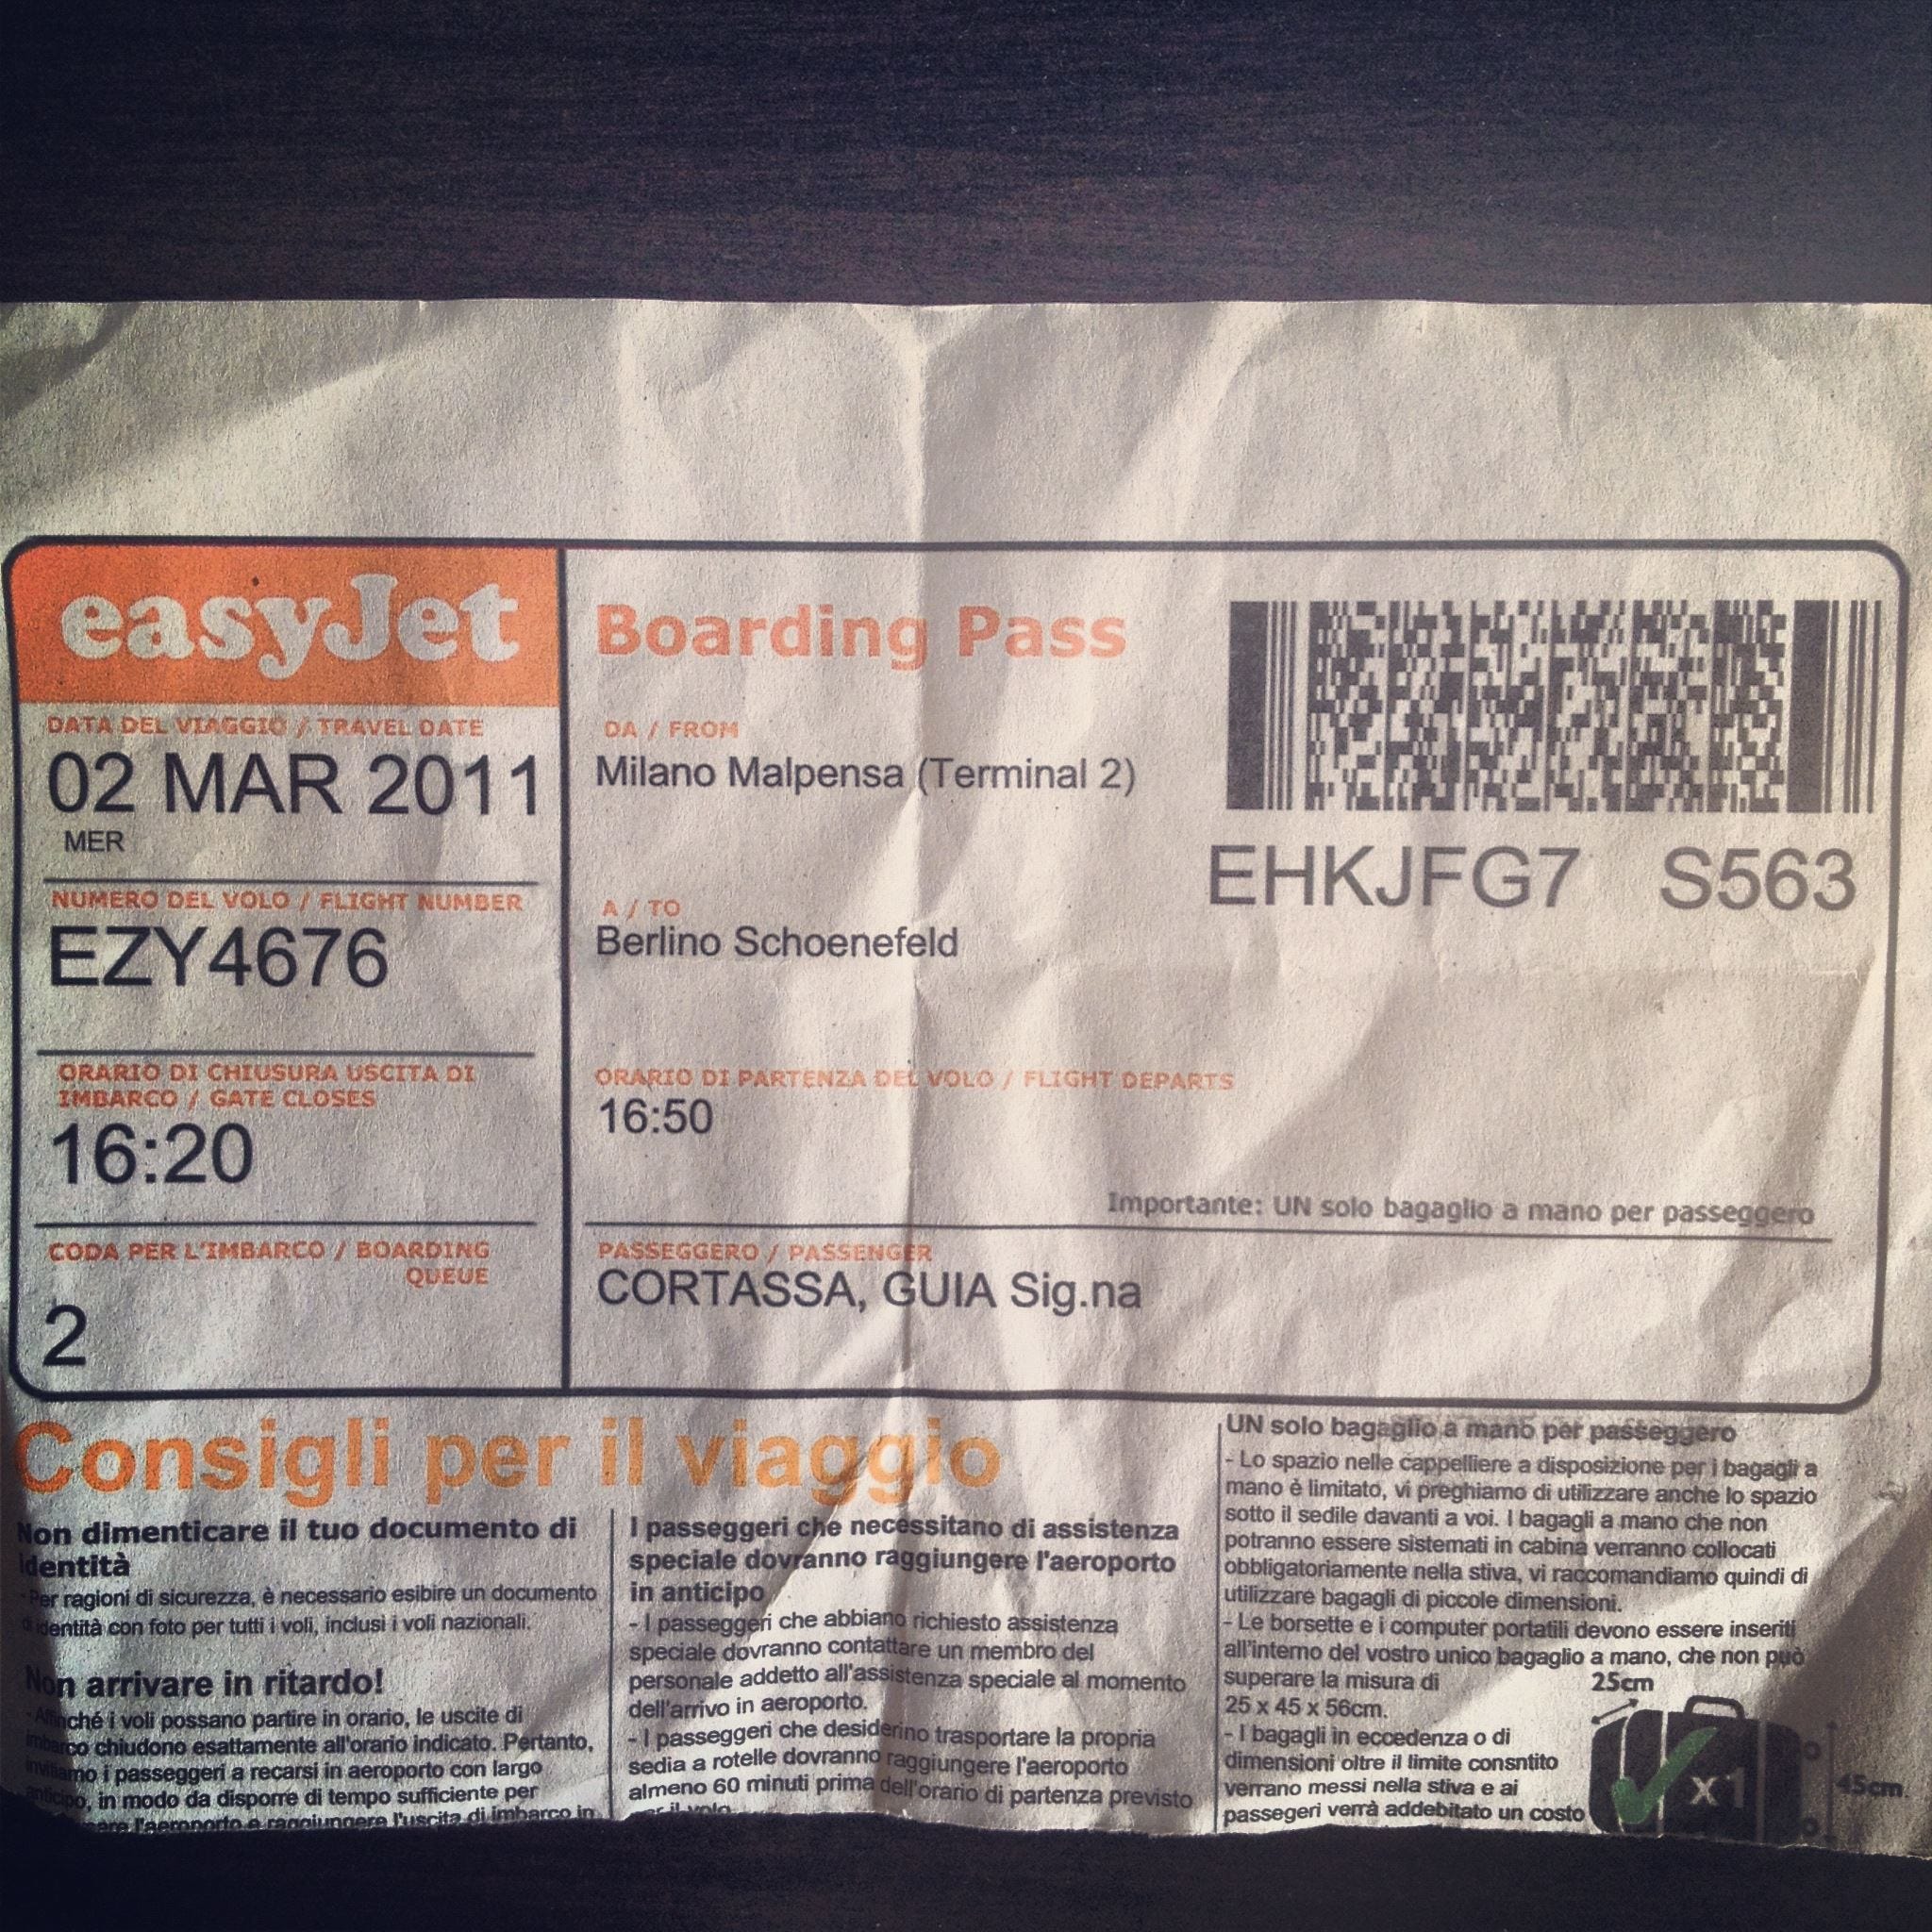 easyJet
DATA DEL VIAGGIO / TRAVEL DATE
02 MAR 2011
MER
NUMERO DEL VOLO / FLIGHT NUMBER
EZY4676
ORARIO DI CHIUSURA USCITA DI
IMBARCO / GATE CLOSES
16:20
CODA PER L'IMBARCO / BOARDING
QUEUE
2
Boarding Pass
DA / FROM
Milano Malpensa (Terminal 2)
A / TO
Berlino Schoenefeld
ORARIO DI PARTENZA DEL VOLO / FLIGHT DEPARTS
16:50
EHKJFG7 S563
Importante: UN solo bagaglio a mano per passeggero
PASSEGGERO / PASSENGER
CORTASSA, GUIA Sig.na
Consigli per il viaggio
Non dimenticare il tuo documento di
identità
- Per ragioni di sicurezza, è necessario esibire un documento
di identità con foto per tutti i voli, inclusi i voli nazionali.
Non arrivare in ritardo!
- Affinché i voli possano partire in orario, le uscite di
imbarco chiudono esattamente all'orario indicato. Pertanto,
invitiamo i passeggeri a recarsi in aeroporto con largo
anticipo, in modo da disporre di tempo sufficiente per
l'aeroporto e raggiungere l'uscita di imbarco in
I passeggeri che necessitano di assistenza
speciale dovranno raggiungere l'aeroporto
in anticipo
- I passeggeri che abbiano richiesto assistenza
speciale dovranno contattare un membro del
personale addetto all'assistenza speciale al momento
dell'arrivo in aeroporto.
- I passeggeri che desiderino trasportare la propria
sedia a rotelle dovranno raggiungere l'aeroporto
almeno 60 minuti prima dell'orario di partenza previsto
per il volo
UN solo bagaglio a mano per passeggero
- Lo spazio nelle cappelliere a disposizione per i bagagli a
mano è limitato, vi preghiamo di utilizzare anche lo spazio
sotto il sedile davanti a voi. I bagagli a mano che non
potranno essere sistemati in cabina verranno collocati
obbligatoriamente nella stiva, vi raccomandiamo quindi di
utilizzare bagagli di piccole dimensioni.
- Le borsette e i computer portatili devono essere inseriti
all'interno del vostro unico bagaglio a mano, che non può
superare la misura di
25 x 45 x 56cm.
- I bagagli in eccedenza o di
dimensioni oltre il limite consntito
verrano messi nella stiva e ai
passegeri verrà addebitato un costo
25cm
x1
45cm